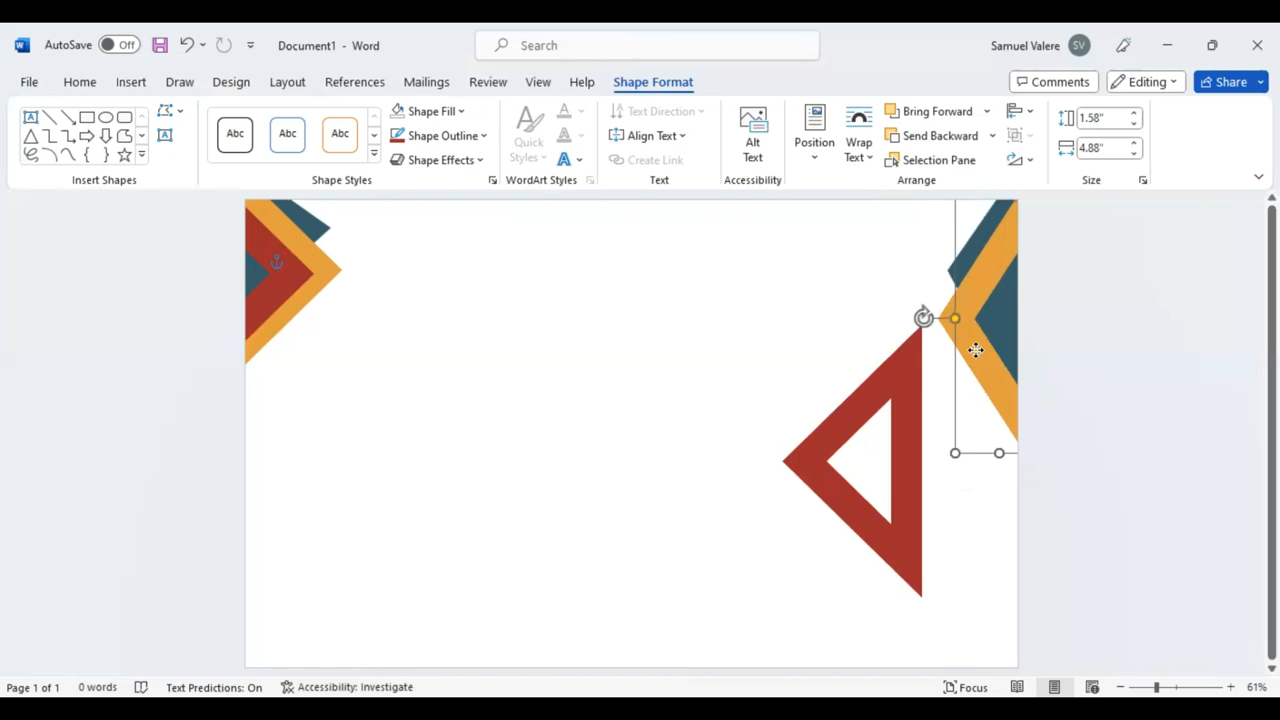 AutoSave Off Document1 - Word Search Samuel Valere SV
File Home Insert Draw Design Layout References Mailings Review View Help Shape Format Comments Editing Share
Abc Abc Abc
Shape Fill
Shape Outline
Shape Effects
Quick
Styles
Text Direction
Align Text
Create Link
Alt
Text
Position
Wrap
Text
Bring Forward
Send Backward
Selection Pane
1.58"
4.88"
Insert Shapes Shape Styles WordArt Styles Text Accessibility Arrange Size
Page 1 of 1 0 words Text Predictions: On Accessibility: Investigate Focus 61%